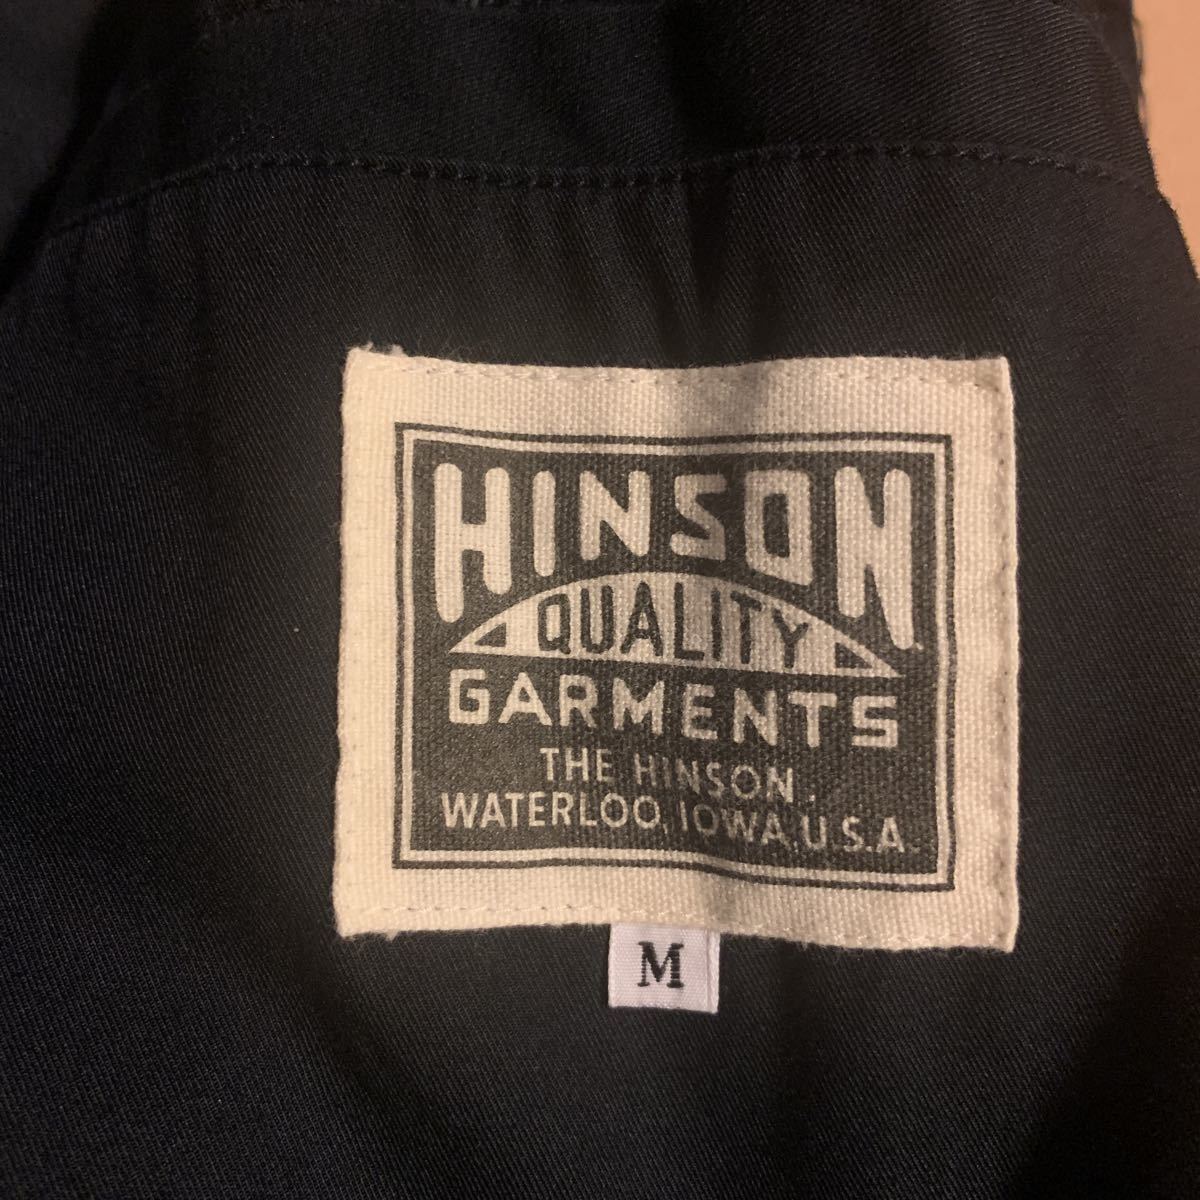 HINSON
QUALITY
GARMENTS
THE HINSON.
WATERLOO, IOWA, U.S.A.
M